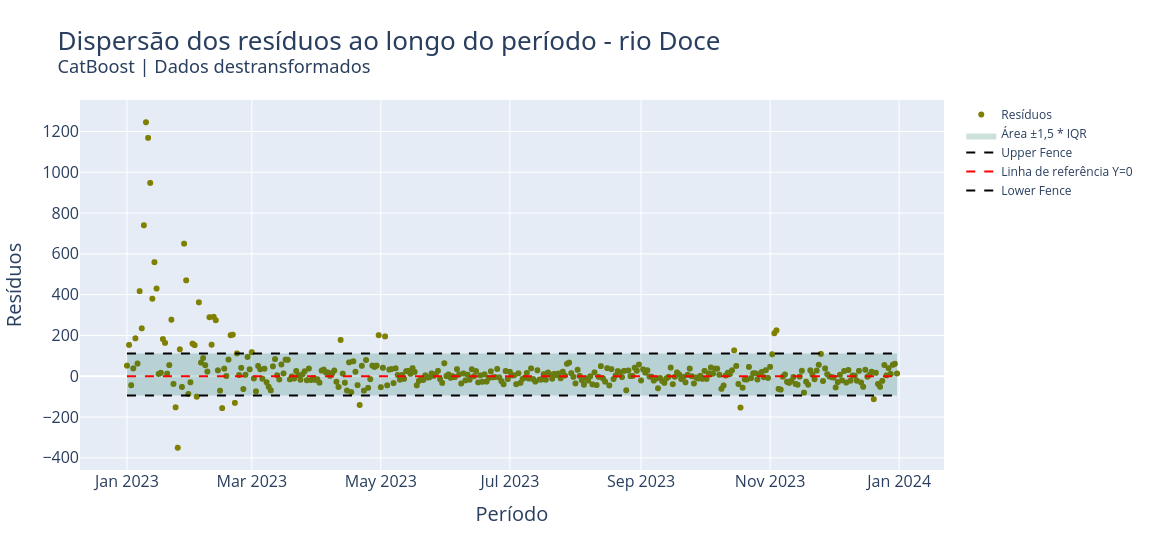 Dispersão dos resíduos ao longo do período - rio Doce
CatBoost | Dados destransformados
Resíduos
Área ±1,5 * IQR
Upper Fence
Linha de referência Y=0
Lower Fence
1200
1000
800
600
400
200
0
−200
−400
Resíduos
Jan 2023
Mar 2023
May 2023
Jul 2023
Sep 2023
Nov 2023
Jan 2024
Período